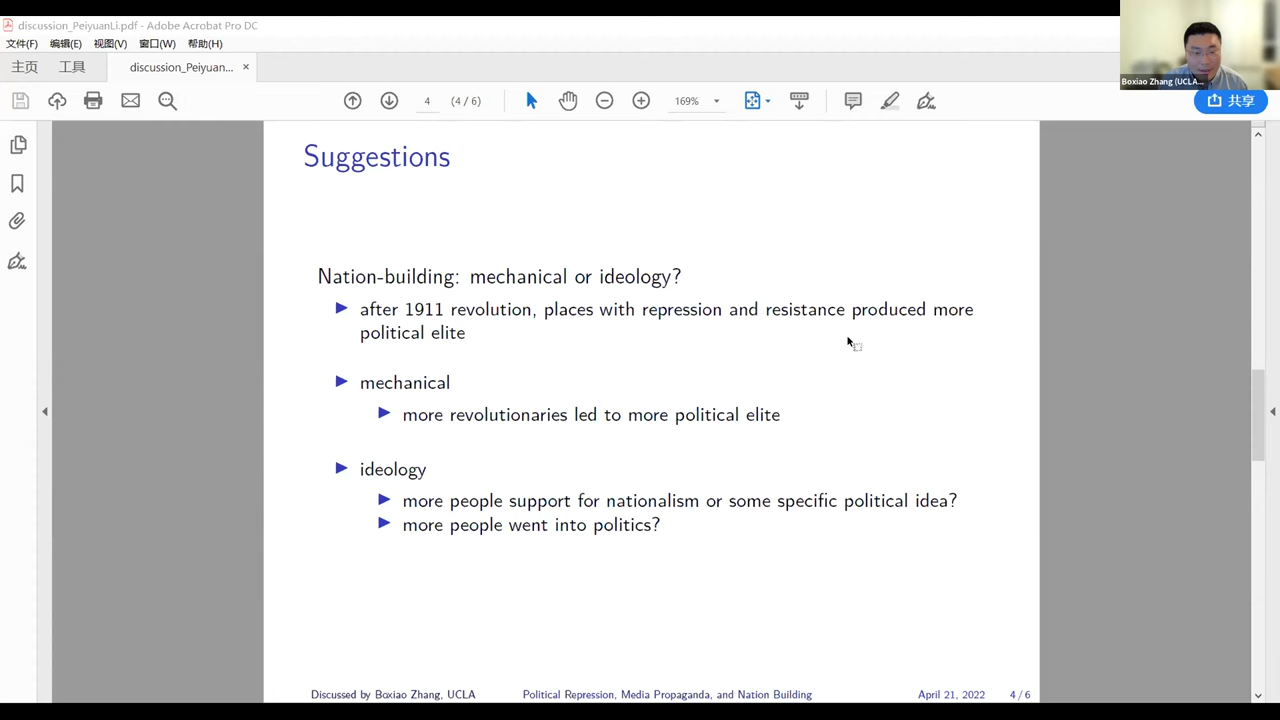 discussion_PeiyuanLi.pdf - Adobe Acrobat Pro DC
文件(F) 编辑(E) 视图(V) 窗口(W) 帮助(H)
主页 工具 discussion_Peiyuan... ×
4 (4 / 6) 169%
共享
Boxiao Zhang (UCLA...
Suggestions
Nation-building: mechanical or ideology?
after 1911 revolution, places with repression and resistance produced more
political elite
mechanical
more revolutionaries led to more political elite
ideology
more people support for nationalism or some specific political idea?
more people went into politics?
Discussed by Boxiao Zhang, UCLA Political Repression, Media Propaganda, and Nation Building April 21, 2022 4 / 6